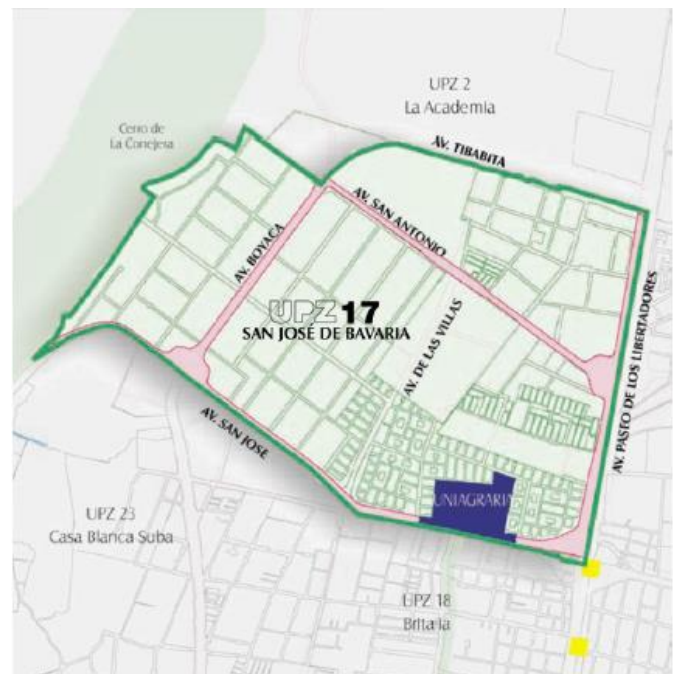 UPZ 2
La Academia
Cerro de
La Conejera
AV. TIBABITA
AV. SAN ANTONIO
AV. BOYACA
UPZ 17
SAN JOSÉ DE BAVARIA
AV. DE LAS VILLAS
AV. PASEO DE LOS LIBERTADORES
AV. SAN JOSE
UNIAGRARIA
UPZ 23
Casa Blanca Suba
UPZ 18
Britalia